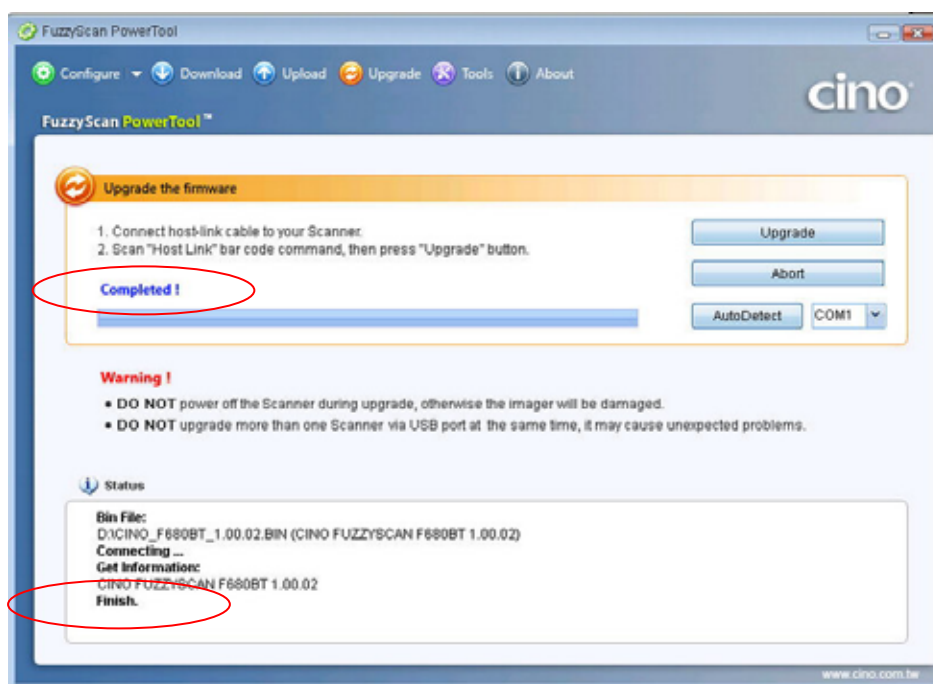 FuzzyScan PowerTool
Configure Download Upload Upgrade Tools About
cino
FuzzyScan PowerTool™
Upgrade the firmware
1. Connect host-link cable to your Scanner.
2. Scan "Host Link" bar code command, then press "Upgrade" button.
Completed !
Upgrade
Abort
AutoDetect COM1
Warning !
• DO NOT power off the Scanner during upgrade, otherwise the imager will be damaged.
• DO NOT upgrade more than one Scanner via USB port at the same time, it may cause unexpected problems.
Status
Bin File:
D:\CINO_F680BT_1.00.02.BIN (CINO FUZZYSCAN F680BT 1.00.02)
Connecting ...
Get Information:
CINO FUZZYSCAN F680BT 1.00.02
Finish.
www.cino.com.tw